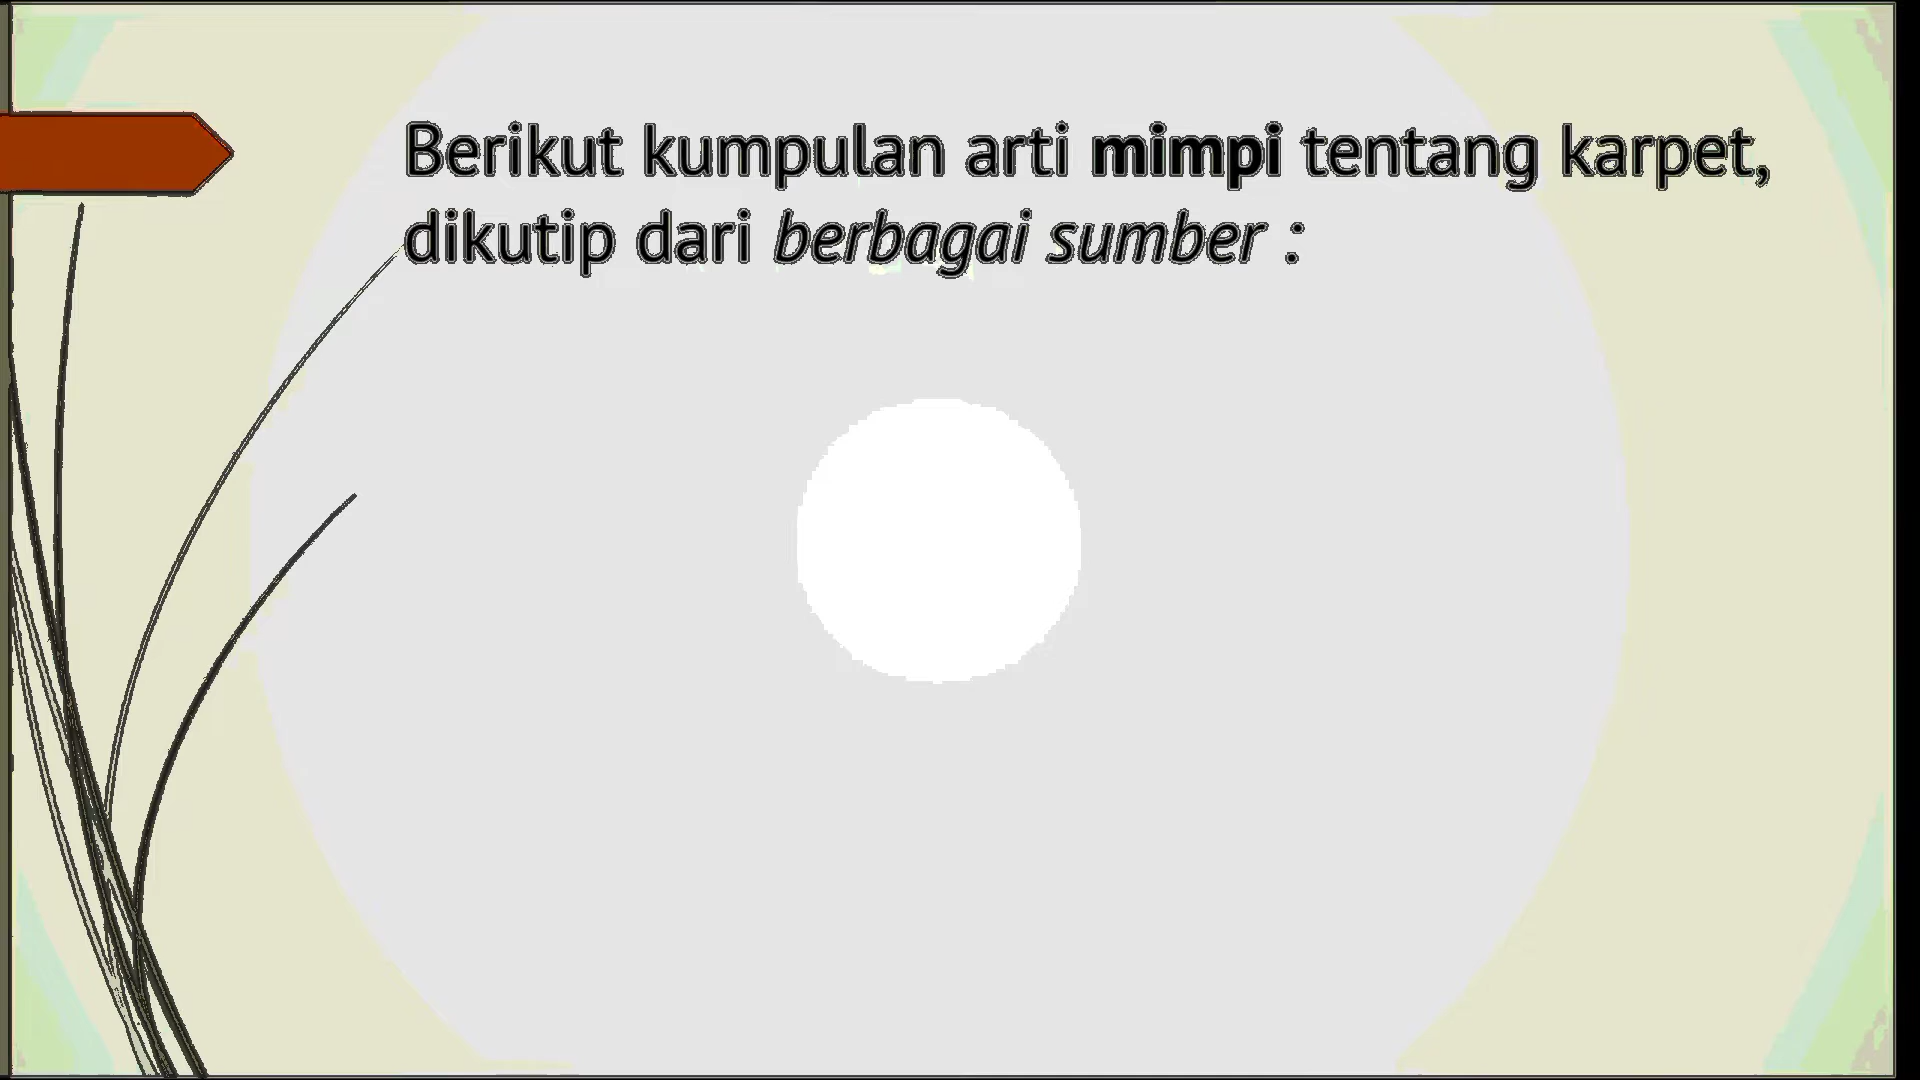 Berikut kumpulan arti mimpi tentang karpet,
dikutip dari berbagai sumber :